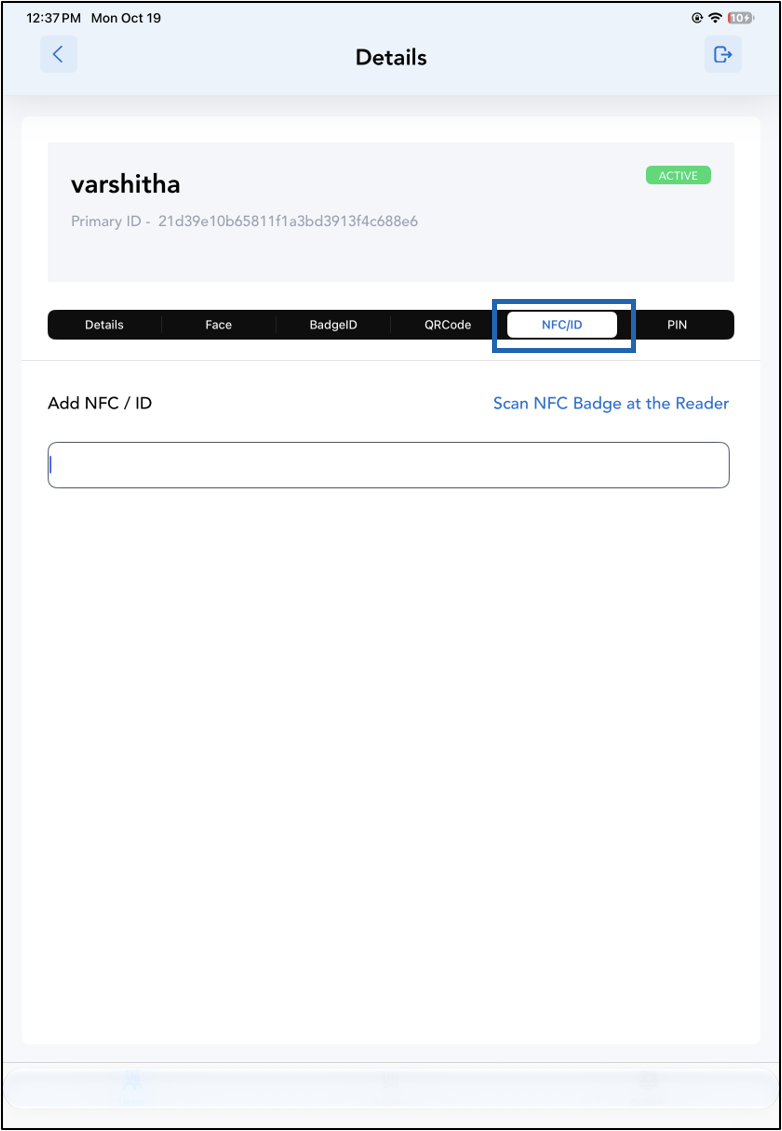 12:37 PM Mon Oct 19 10
Details
varshitha
ACTIVE
Primary ID - 21d39e10b65811f1a3bd3913f4c688e6
Details Face BadgeID QRCode NFC/ID PIN
Add NFC / ID Scan NFC Badge at the Reader